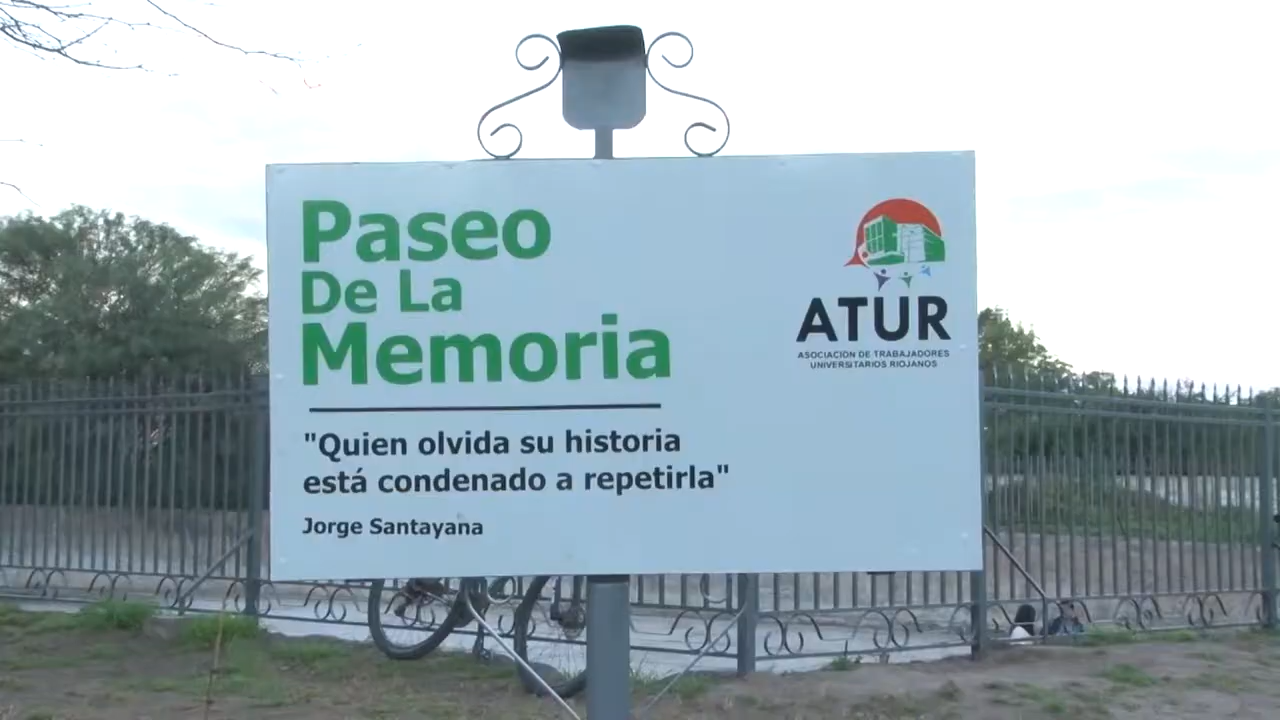 Paseo
De La
Memoria
"Quien olvida su historia
está condenado a repetirla"
Jorge Santayana
ATUR
ASOCIACIÓN DE TRABAJADORES
UNIVERSITARIOS RIOJANOS